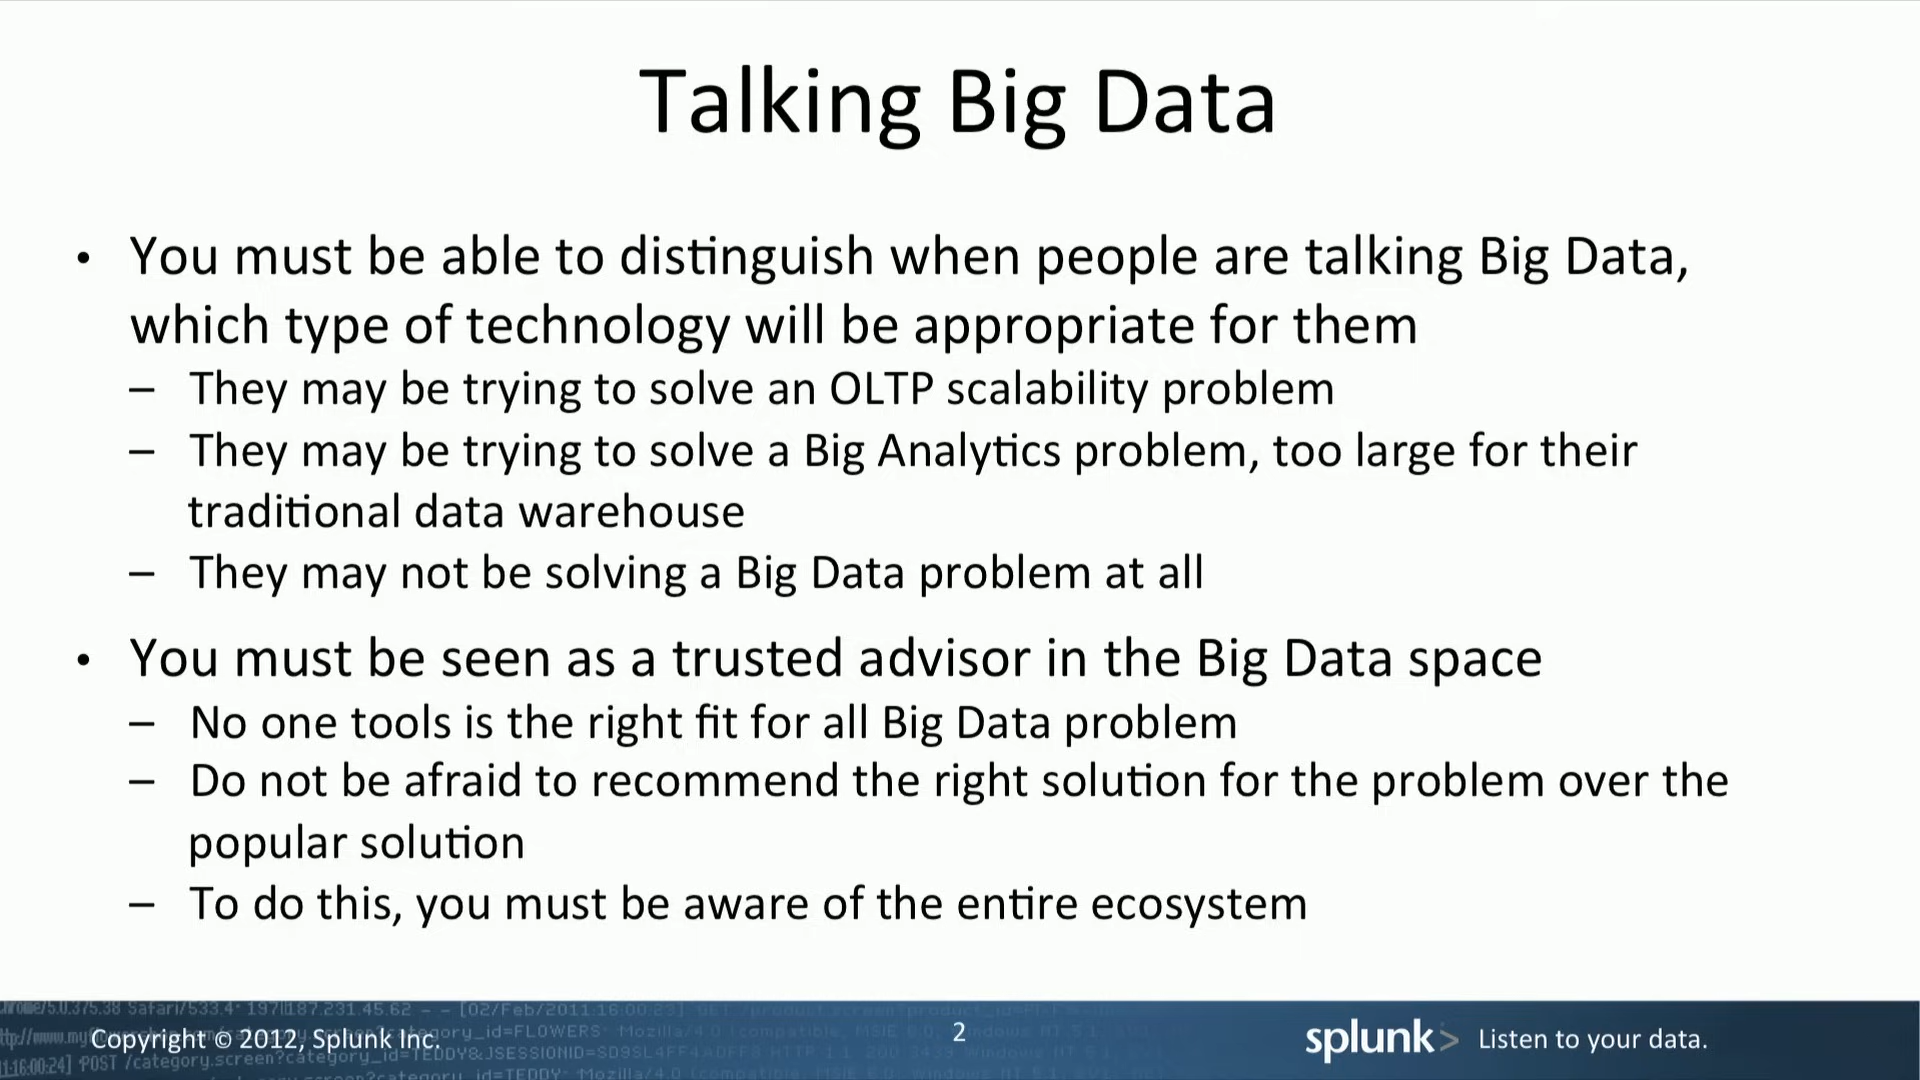 Talking Big Data
• You must be able to distinguish when people are talking Big Data,
which type of technology will be appropriate for them
– They may be trying to solve an OLTP scalability problem
– They may be trying to solve a Big Analytics problem, too large for their
traditional data warehouse
– They may not be solving a Big Data problem at all
• You must be seen as a trusted advisor in the Big Data space
– No one tools is the right fit for all Big Data problem
– Do not be afraid to recommend the right solution for the problem over the
popular solution
– To do this, you must be aware of the entire ecosystem
Copyright © 2012, Splunk Inc.
2
splunk> Listen to your data.